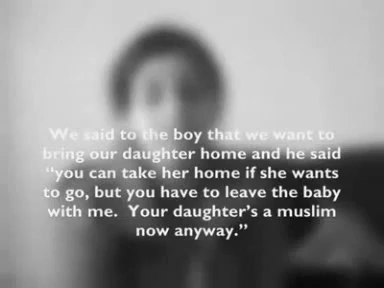 We said to the boy that we want to
bring our daughter home and he said
“you can take her home if she wants
to go, but you have to leave the baby
with me.  Your daughter’s a muslim
now anyway.”